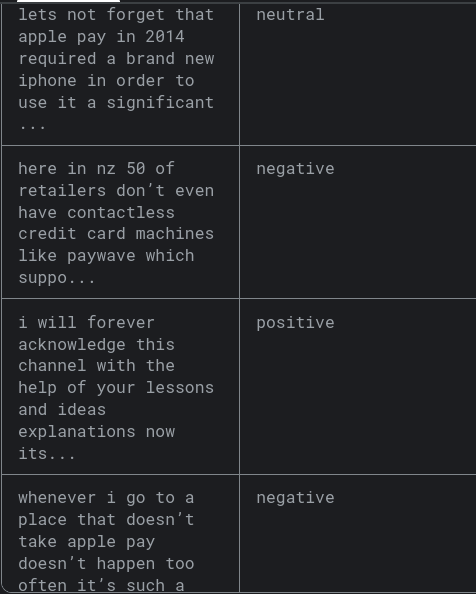 lets not forget that
apple pay in 2014
required a brand new
iphone in order to
use it a significant
...
neutral
here in nz 50 of
retailers don't even
have contactless
credit card machines
like paywave which
suppo...
negative
i will forever
acknowledge this
channel with the
help of your lessons
and ideas
explanations now
its...
positive
whenever i go to a
place that doesn't
take apple pay
doesn't happen too
often it's such a
negative